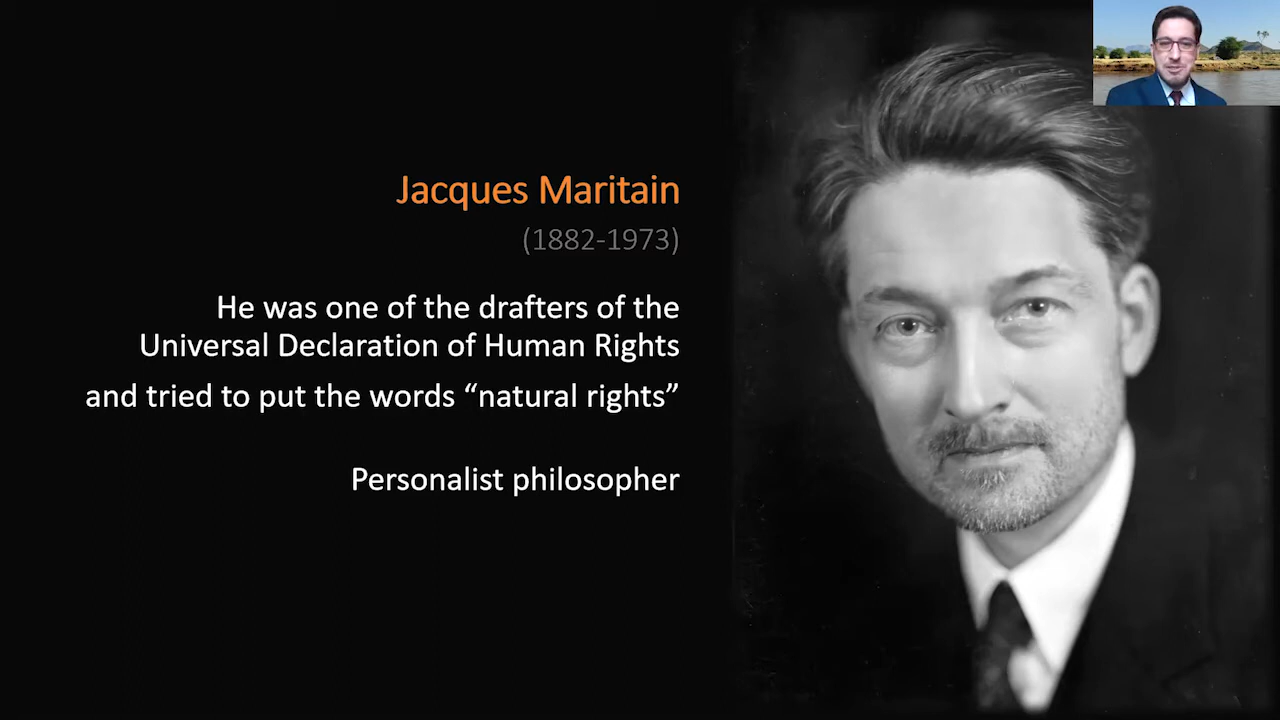 Jacques Maritain
(1882-1973)
He was one of the drafters of the
Universal Declaration of Human Rights
and tried to put the words “natural rights”
Personalist philosopher